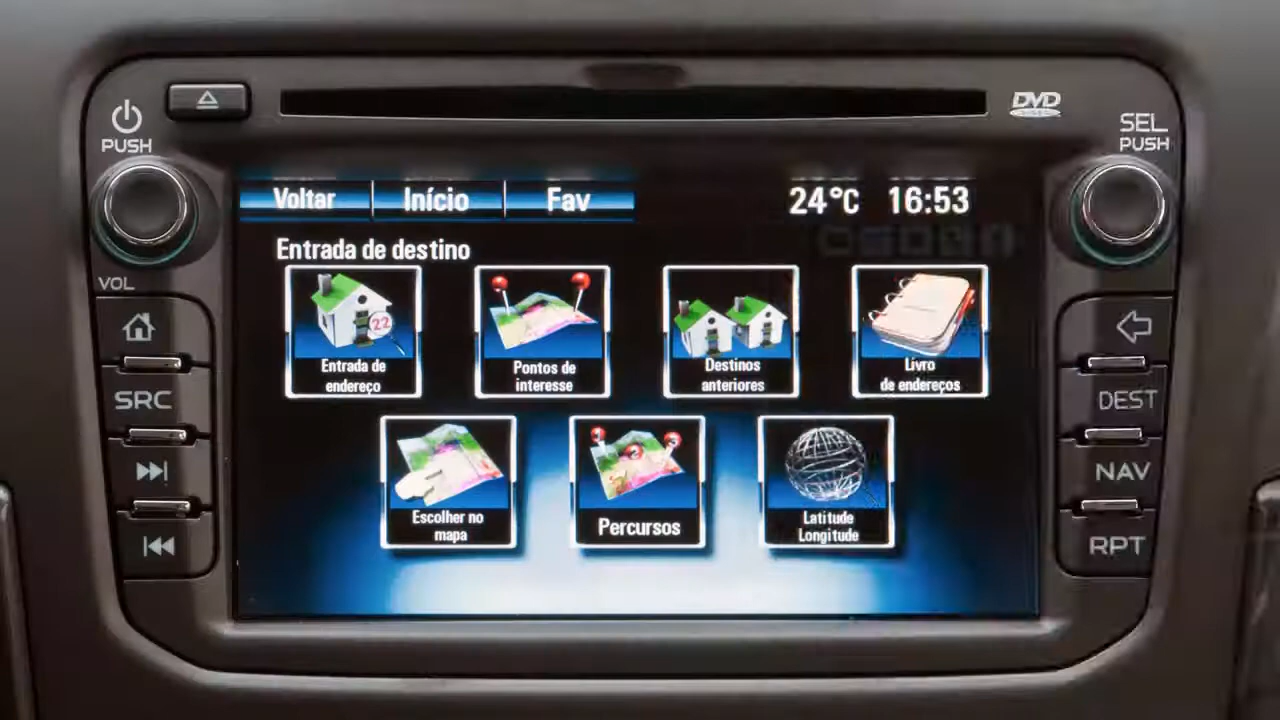 DVD
PUSH
SEL
PUSH
Voltar Início Fav 24°C 16:53
Entrada de destino
VOL
22
Entrada de
endereço
Pontos de
interesse
Destinos
anteriores
Livro
de endereços
SRC
DEST
NAV
Escolher no
mapa
Percursos
Latitude
Longitude
RPT